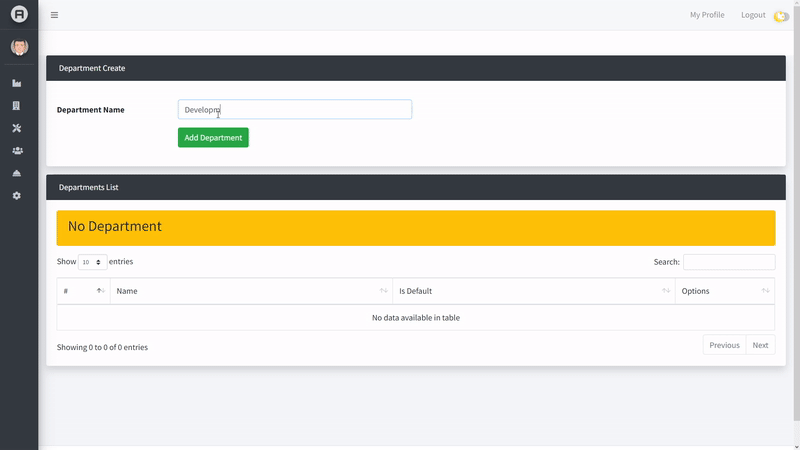 My Profile Logout
Department Create
Department Name
Add Department
Departments List
No Department
Show 10 entries Search:
# Name Is Default Options
No data available in table
Showing 0 to 0 of 0 entries Previous Next